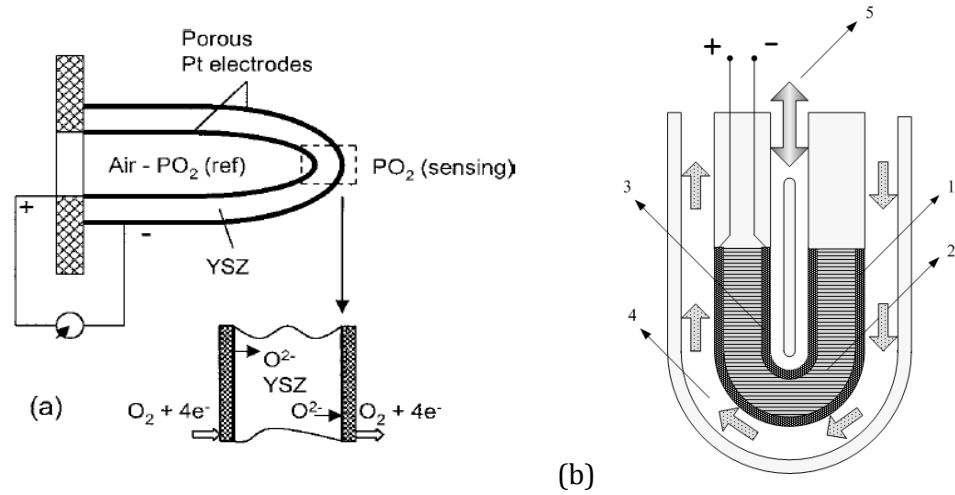 Porous
Pt electrodes
Air - PO₂ (ref)
PO₂ (sensing)
+
-
YSZ
O²⁻
YSZ
O²⁻
O₂ + 4e⁻
O₂ + 4e⁻
(a)
5
+ -
3
1
2
4
(b)